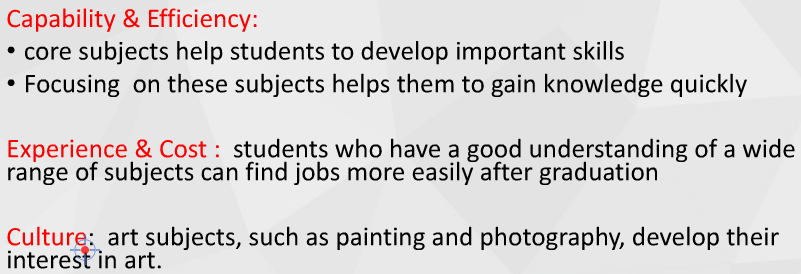 Capability & Efficiency:
• core subjects help students to develop important skills
• Focusing  on these subjects helps them to gain knowledge quickly
Experience & Cost :  students who have a good understanding of a wide
range of subjects can find jobs more easily after graduation
Culture:  art subjects, such as painting and photography, develop their
interest in art.